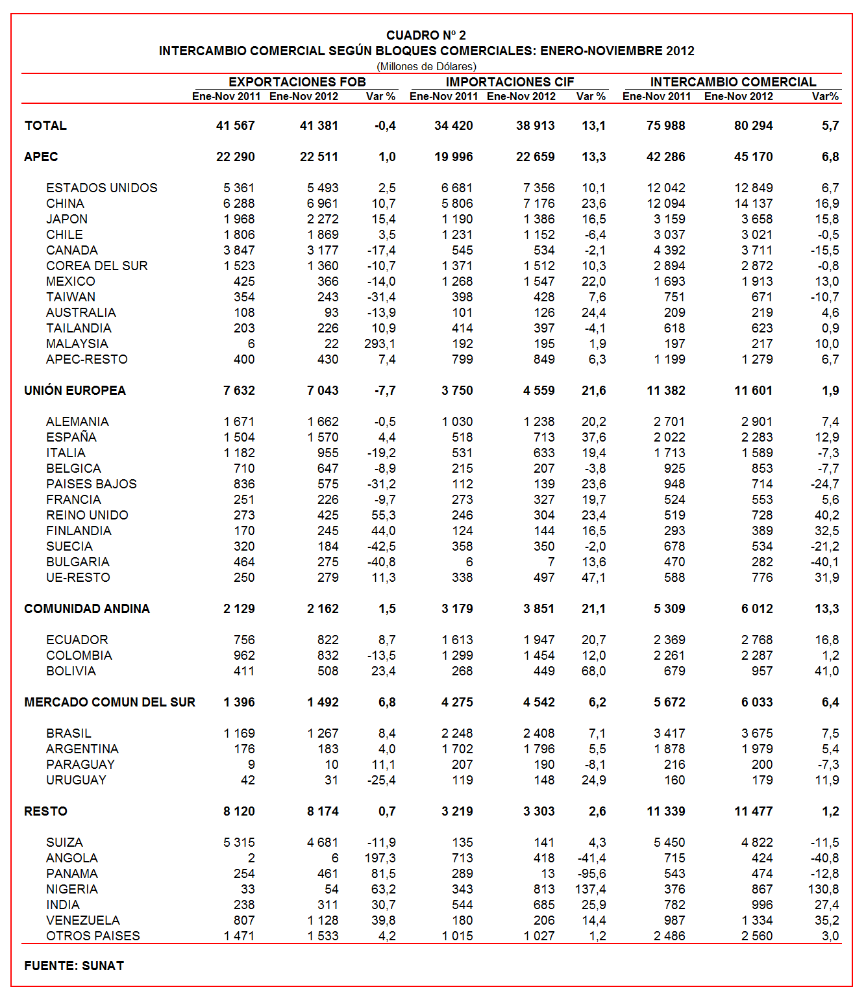 CUADRO Nº 2
INTERCAMBIO COMERCIAL SEGÚN BLOQUES COMERCIALES: ENERO-NOVIEMBRE 2012
(Millones de Dólares)
EXPORTACIONES FOB IMPORTACIONES CIF INTERCAMBIO COMERCIAL
Ene-Nov 2011 Ene-Nov 2012 Var % Ene-Nov 2011 Ene-Nov 2012 Var % Ene-Nov 2011 Ene-Nov 2012 Var%
TOTAL 41 567 41 381 -0,4 34 420 38 913 13,1 75 988 80 294 5,7
APEC 22 290 22 511 1,0 19 996 22 659 13,3 42 286 45 170 6,8
ESTADOS UNIDOS 5 361 5 493 2,5 6 681 7 356 10,1 12 042 12 849 6,7
CHINA 6 288 6 961 10,7 5 806 7 176 23,6 12 094 14 137 16,9
JAPON 1 968 2 272 15,4 1 190 1 386 16,5 3 159 3 658 15,8
CHILE 1 806 1 869 3,5 1 231 1 152 -6,4 3 037 3 021 -0,5
CANADA 3 847 3 177 -17,4 545 534 -2,1 4 392 3 711 -15,5
COREA DEL SUR 1 523 1 360 -10,7 1 371 1 512 10,3 2 894 2 872 -0,8
MEXICO 425 366 -14,0 1 268 1 547 22,0 1 693 1 913 13,0
TAIWAN 354 243 -31,4 398 428 7,6 751 671 -10,7
AUSTRALIA 108 93 -13,9 101 126 24,4 209 219 4,6
TAILANDIA 203 226 10,9 414 397 -4,1 618 623 0,9
MALAYSIA 6 22 293,1 192 195 1,9 197 217 10,0
APEC-RESTO 400 430 7,4 799 849 6,3 1 199 1 279 6,7
UNIÓN EUROPEA 7 632 7 043 -7,7 3 750 4 559 21,6 11 382 11 601 1,9
ALEMANIA 1 671 1 662 -0,5 1 030 1 238 20,2 2 701 2 901 7,4
ESPAÑA 1 504 1 570 4,4 518 713 37,6 2 022 2 283 12,9
ITALIA 1 182 955 -19,2 531 633 19,4 1 713 1 589 -7,3
BELGICA 710 647 -8,9 215 207 -3,8 925 853 -7,7
PAISES BAJOS 836 575 -31,2 112 139 23,6 948 714 -24,7
FRANCIA 251 226 -9,7 273 327 19,7 524 553 5,6
REINO UNIDO 273 425 55,3 246 304 23,4 519 728 40,2
FINLANDIA 170 245 44,0 124 144 16,5 293 389 32,5
SUECIA 320 184 -42,5 358 350 -2,0 678 534 -21,2
BULGARIA 464 275 -40,8 6 7 13,6 470 282 -40,1
UE-RESTO 250 279 11,3 338 497 47,1 588 776 31,9
COMUNIDAD ANDINA 2 129 2 162 1,5 3 179 3 851 21,1 5 309 6 012 13,3
ECUADOR 756 822 8,7 1 613 1 947 20,7 2 369 2 768 16,8
COLOMBIA 962 832 -13,5 1 299 1 454 12,0 2 261 2 287 1,2
BOLIVIA 411 508 23,4 268 449 68,0 679 957 41,0
MERCADO COMUN DEL SUR 1 396 1 492 6,8 4 275 4 542 6,2 5 672 6 033 6,4
BRASIL 1 169 1 267 8,4 2 248 2 408 7,1 3 417 3 675 7,5
ARGENTINA 176 183 4,0 1 702 1 796 5,5 1 878 1 979 5,4
PARAGUAY 9 10 11,1 207 190 -8,1 216 200 -7,3
URUGUAY 42 31 -25,4 119 148 24,9 160 179 11,9
RESTO 8 120 8 174 0,7 3 219 3 303 2,6 11 339 11 477 1,2
SUIZA 5 315 4 681 -11,9 135 141 4,3 5 450 4 822 -11,5
ANGOLA 2 6 197,3 713 418 -41,4 715 424 -40,8
PANAMA 254 461 81,5 289 13 -95,6 543 474 -12,8
NIGERIA 33 54 63,2 343 813 137,4 376 867 130,8
INDIA 238 311 30,7 544 685 25,9 782 996 27,4
VENEZUELA 807 1 128 39,8 180 206 14,4 987 1 334 35,2
OTROS PAISES 1 471 1 533 4,2 1 015 1 027 1,2 2 486 2 560 3,0
FUENTE: SUNAT